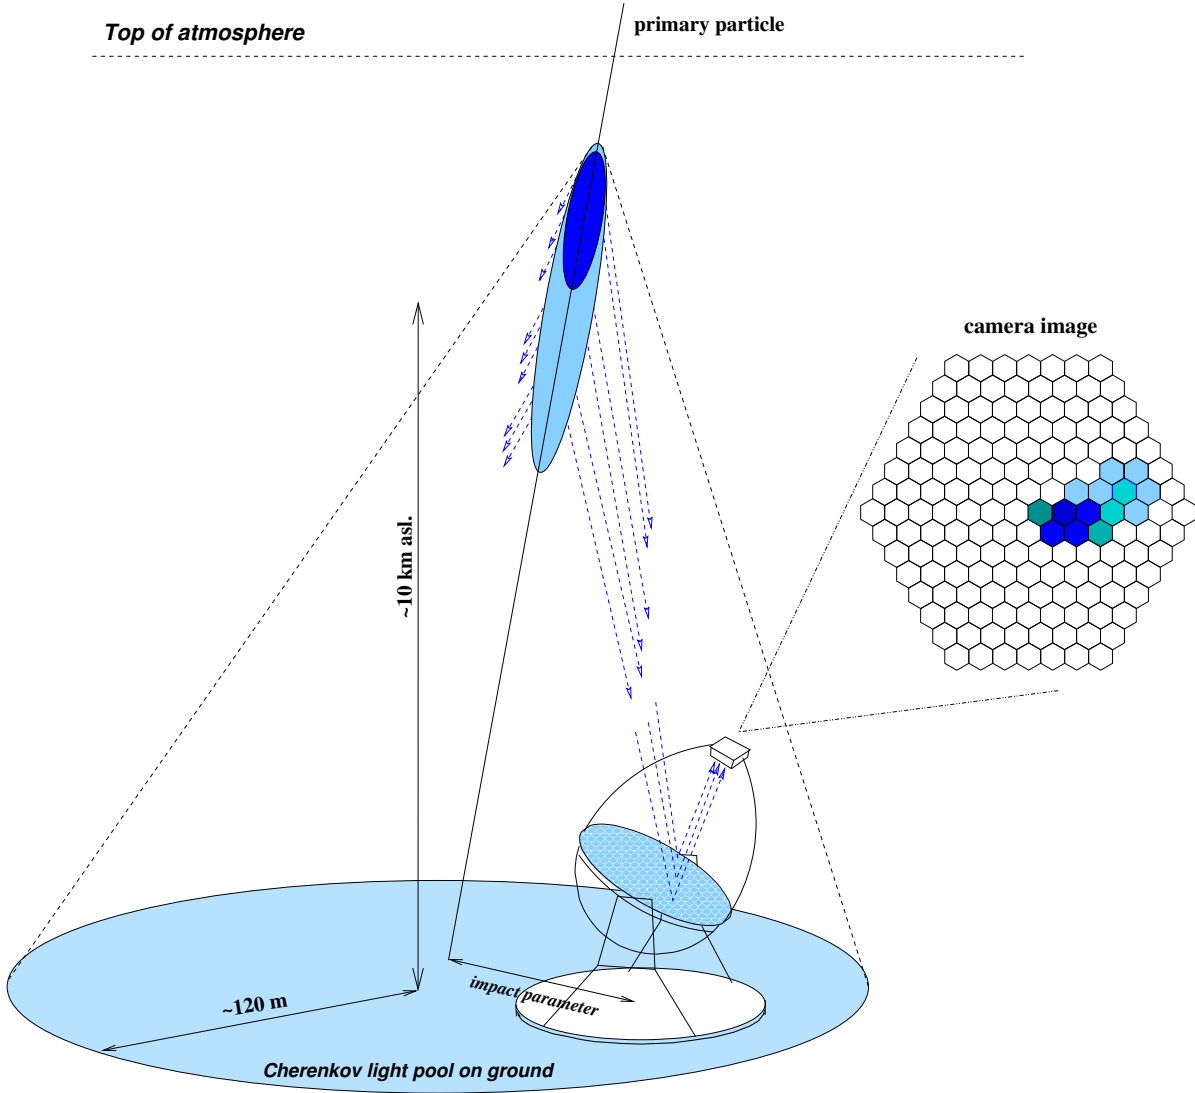 Top of atmosphere
primary particle
camera image
~10 km asl.
impact parameter
~120 m
Cherenkov light pool on ground